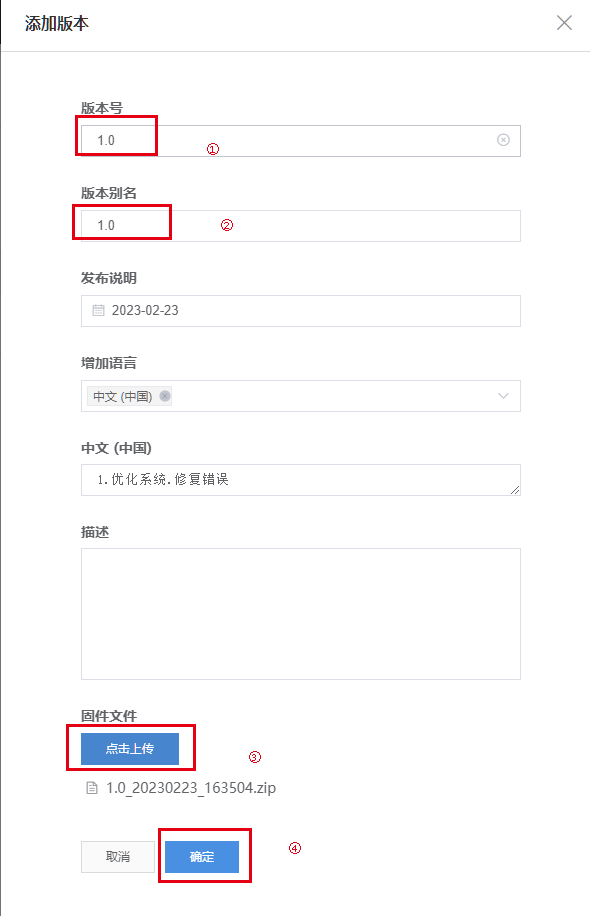 添加版本
版本号
1.0
①
版本别名
1.0
②
发布说明
2023-02-23
增加语言
中文 (中国)
中文 (中国)
1.优化系统.修复错误
描述
固件文件
点击上传
③
1.0_20230223_163504.zip
取消 确定
④